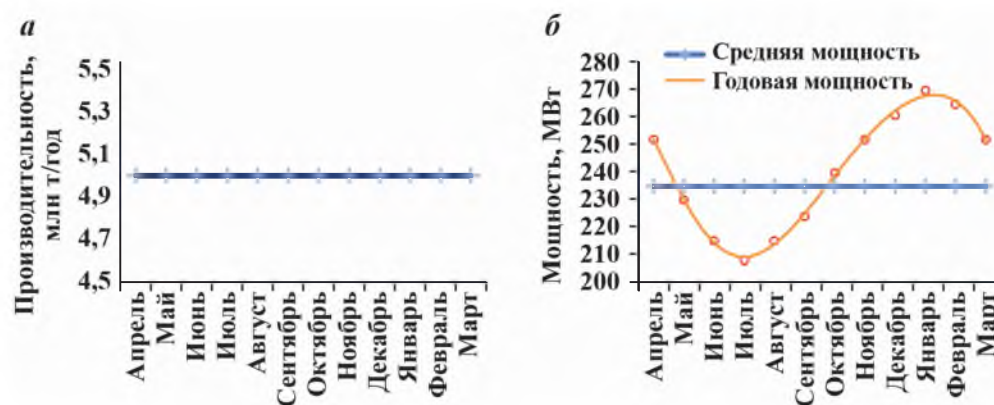 а
Производительность,
млн т/год
5,5
5,3
5,1
4,9
4,7
4,5
Апрель
Май
Июнь
Июль
Август
Сентябрь
Октябрь
Ноябрь
Декабрь
Январь
Февраль
Март
б
Мощность, МВт
280
270
260
250
240
230
220
210
200
Средняя мощность
Годовая мощность
Апрель
Май
Июнь
Июль
Август
Сентябрь
Октябрь
Ноябрь
Декабрь
Январь
Февраль
Март